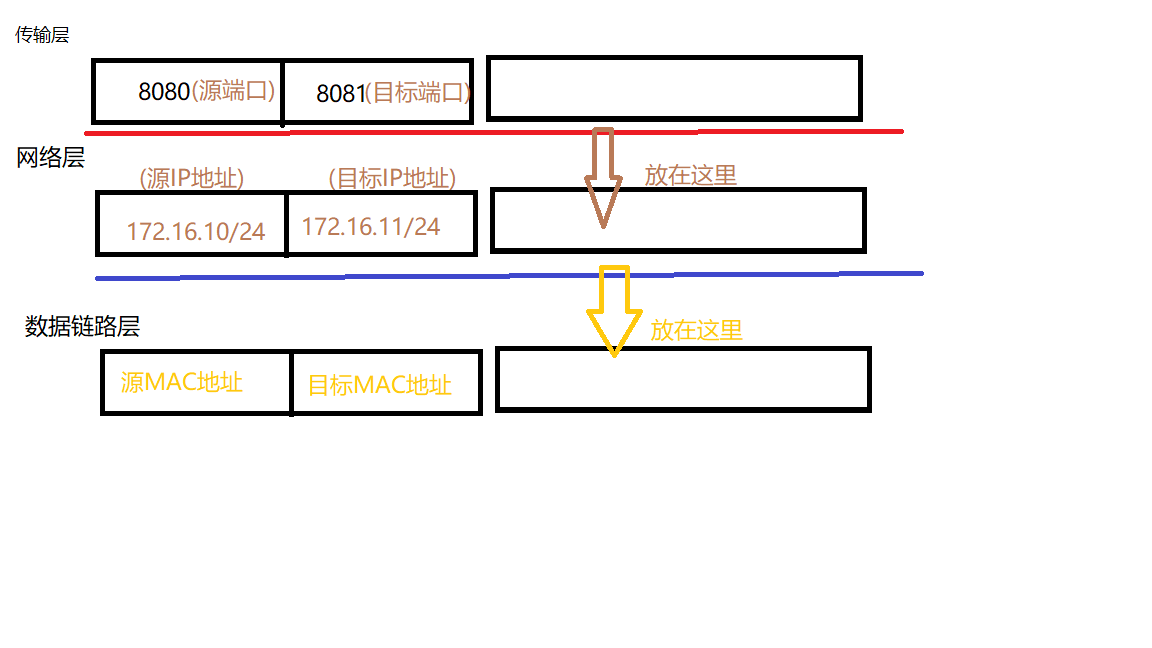 传输层
8080(源端口) 8081(目标端口)
网络层
(源IP地址) (目标IP地址) 放在这里
172.16.10/24 172.16.11/24
数据链路层
放在这里
源MAC地址 目标MAC地址